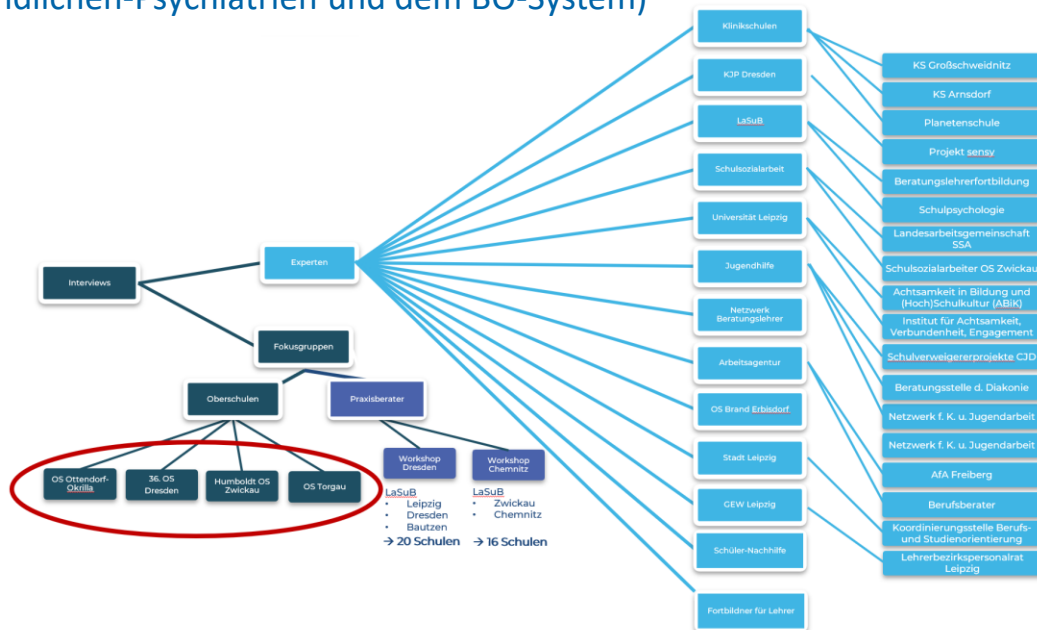 ndlichen-Psychiatrien und dem BO-System)
Interviews
Experten
Fokusgruppen
Oberschulen
Praxisberater
OS Ottendorf-
Okrilla
36. OS
Dresden
Humboldt OS
Zwickau
OS Torgau
Workshop
Dresden
Workshop
Chemnitz
LaSuB
• Leipzig
• Dresden
• Bautzen
→ 20 Schulen
LaSuB
• Zwickau
• Chemnitz
→ 16 Schulen
Klinikschulen
KJP Dresden
LaSuB
Schulsozialarbeit
Universität Leipzig
Jugendhilfe
Netzwerk
Beratungslehrer
Arbeitsagentur
OS Brand Erbisdorf
Stadt Leipzig
GEW Leipzig
Schüler-Nachhilfe
Fortbildner für Lehrer
KS Großschweidnitz
KS Arnsdorf
Planetenschule
Projekt sensy
Beratungslehrerfortbildung
Schulpsychologie
Landesarbeitsgemeinschaft
SSA
Schulsozialarbeiter OS Zwickau
Achtsamkeit in Bildung und
(Hoch)Schulkultur (ABiK)
Institut für Achtsamkeit,
Verbundenheit, Engagement
Schulverweigererprojekte CJD
Beratungsstelle d. Diakonie
Netzwerk f. K. u. Jugendarbeit
Netzwerk f. K. u. Jugendarbeit
AfA Freiberg
Berufsberater
Koordinierungsstelle Berufs-
und Studienorientierung
Lehrerbezirkspersonalrat
Leipzig